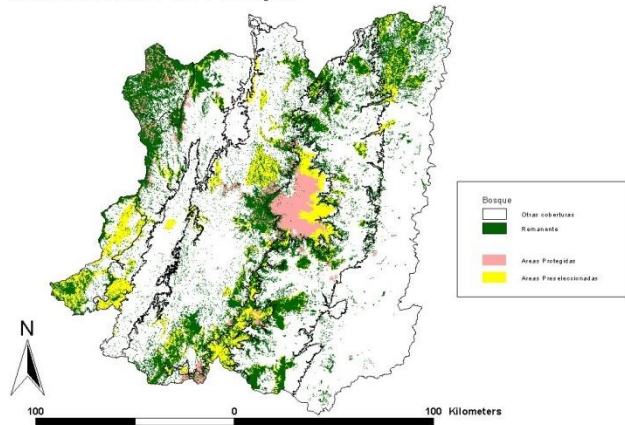 Bosque
Otras coberturas
Remanente
Areas Protegidas
Areas Preseleccionadas
N
100 0 100 Kilometers